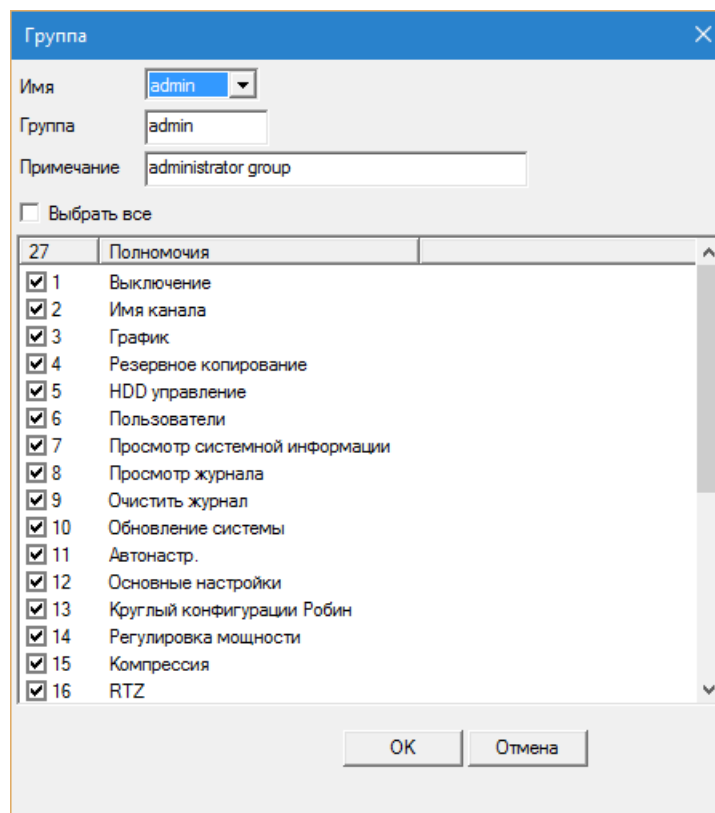 Группа
Имя admin
Группа admin
Примечание administrator group
Выбрать все
27 Полномочия
1 Выключение
2 Имя канала
3 График
4 Резервное копирование
5 HDD управление
6 Пользователи
7 Просмотр системной информации
8 Просмотр журнала
9 Очистить журнал
10 Обновление системы
11 Автонастр.
12 Основные настройки
13 Круглый конфигурации Робин
14 Регулировка мощности
15 Компрессия
16 RTZ
OK Отмена